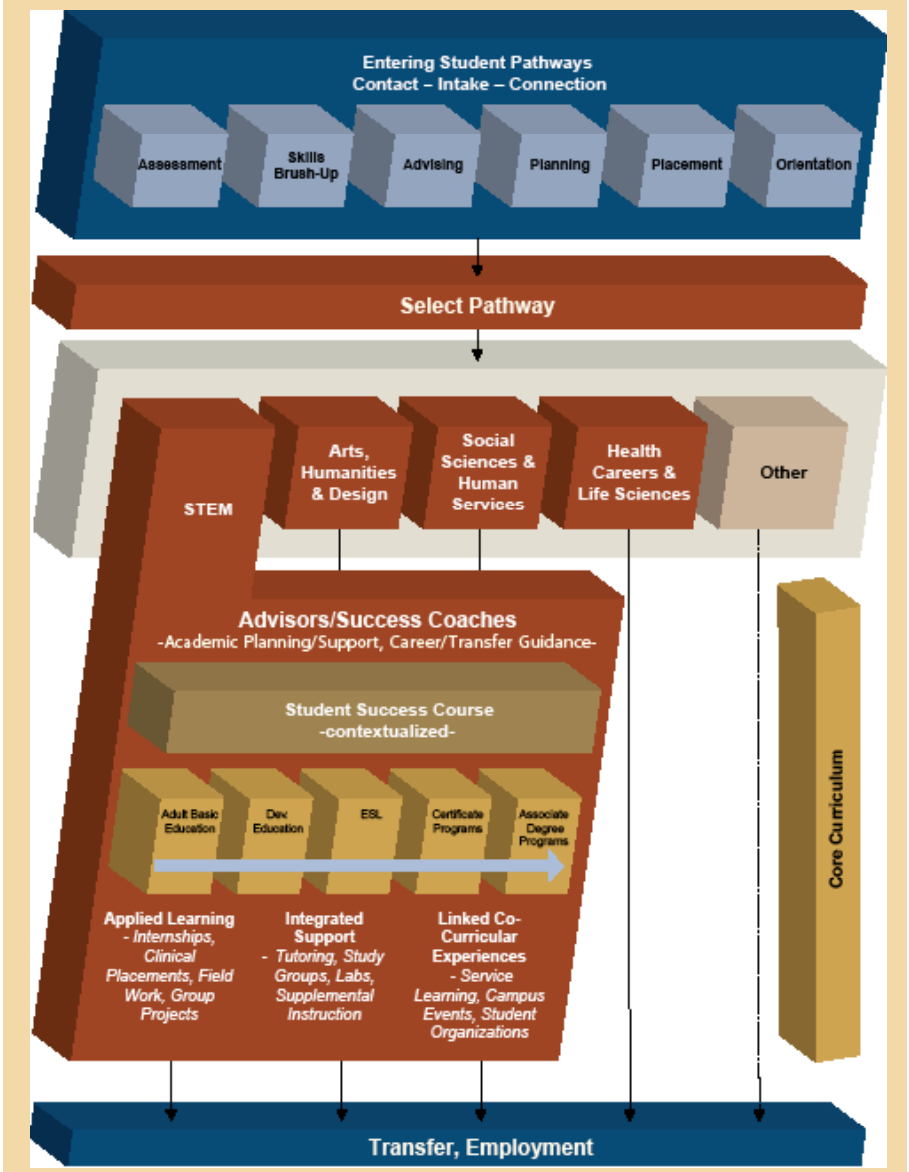 Entering Student Pathways
Contact – Intake – Connection
Assessment
Skills
Brush-Up
Advising
Planning
Placement
Orientation
Select Pathway
STEM
Arts,
Humanities
& Design
Social
Sciences &
Human
Services
Health
Careers &
Life Sciences
Other
Advisors/Success Coaches
-Academic Planning/Support, Career/Transfer Guidance-
Student Success Course
-contextualized-
Adult Basic
Education
Dev.
Education
ESL
Certificate
Programs
Associate
Degree
Programs
Applied Learning
- Internships,
Clinical
Placements, Field
Work, Group
Projects
Integrated
Support
- Tutoring, Study
Groups, Labs,
Supplemental
Instruction
Linked Co-
Curricular
Experiences
- Service
Learning, Campus
Events, Student
Organizations
Core Curriculum
Transfer, Employment